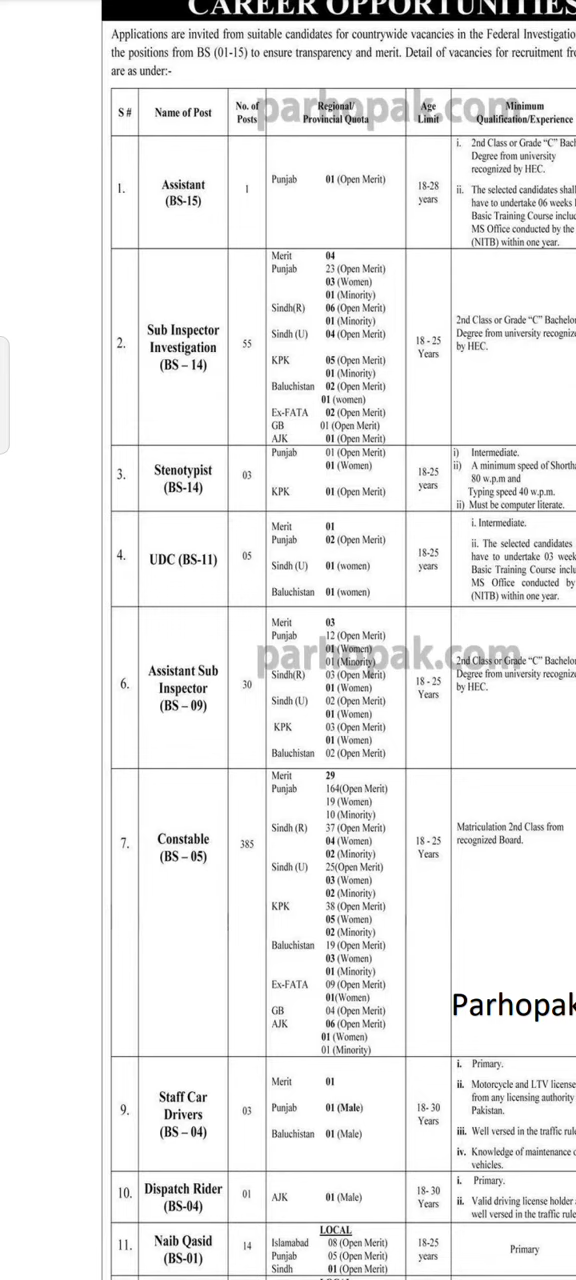 CAREER OPPORTUNITIES
Applications are invited from suitable candidates for countrywide vacancies in the Federal
the positions from BS (01-15) to ensure transparency and merit. Detail of vacancies for recruitment
are as under:-
parhopak.com
S # Name of Post No. of Posts Regional/ Provincial Quota Age Limit Minimum Qualification/Experience
1. Assistant (BS-15) 1 Punjab 01 (Open Merit) 18-28 years
i. 2nd Class or Grade “C”
Degree from university
recognized by HEC.
ii. The selected candidates shall
have to undertake 06 weeks
Basic Training Course
MS Office conducted by the
(NITB) within one year.
2. Sub Inspector Investigation (BS – 14) 55 18 - 25 Years
Merit 04
Punjab 23 (Open Merit)
03 (Women)
01 (Minority)
Sindh(R) 06 (Open Merit)
01 (Minority)
Sindh (U) 04 (Open Merit)
KPK 05 (Open Merit)
01 (Minority)
Baluchistan 02 (Open Merit)
01 (women)
Ex-FATA 02 (Open Merit)
GB 01 (Open Merit)
AJK 01 (Open Merit)
2nd Class or Grade “C”
Degree from university
by HEC.
3. Stenotypist (BS-14) 03 18-25 years
Punjab 01 (Open Merit)
01 (Women)
KPK 01 (Open Merit)
i) Intermediate.
ii) A minimum speed of
80 w.p.m and
Typing speed 40 w.p.m.
ii) Must be computer literate.
4. UDC (BS-11) 05 18-25 years
Merit 01
Punjab 02 (Open Merit)
Sindh (U) 01 (women)
Baluchistan 01 (women)
i. Intermediate.
ii. The selected candidates
have to undertake 03
Basic Training Course
MS Office conducted by
(NITB) within one year.
parhopak.com
6. Assistant Sub Inspector (BS – 09) 30 18 - 25 Years
Merit 03
Punjab 12 (Open Merit)
01 (Women)
01 (Minority)
Sindh(R) 03 (Open Merit)
01 (Women)
Sindh (U) 02 (Open Merit)
01 (Women)
KPK 03 (Open Merit)
01 (Women)
Baluchistan 02 (Open Merit)
2nd Class or Grade “C”
Degree from university
by HEC.
7. Constable (BS – 05) 385 18 - 25 Years
Merit 29
Punjab 164(Open Merit)
19 (Women)
10 (Minority)
Sindh (R) 37 (Open Merit)
04 (Women)
02 (Minority)
Sindh (U) 25(Open Merit)
03 (Women)
02 (Minority)
KPK 38 (Open Merit)
05 (Women)
02 (Minority)
Baluchistan 19 (Open Merit)
03 (Women)
01 (Minority)
Ex-FATA 09 (Open Merit)
01(Women)
GB 04 (Open Merit)
AJK 06 (Open Merit)
01 (Women)
01 (Minority)
Matriculation 2nd Class from
recognized Board.
Parhopak
9. Staff Car Drivers (BS – 04) 03 18- 30 Years
Merit 01
Punjab 01 (Male)
Baluchistan 01 (Male)
i. Primary.
ii. Motorcycle and LTV license
from any licensing authority
Pakistan.
iii. Well versed in the traffic
iv. Knowledge of maintenance
vehicles.
10. Dispatch Rider (BS-04) 01 AJK 01 (Male) 18- 30 Years
i. Primary.
ii. Valid driving license holder
well versed in the traffic
11. Naib Qasid (BS-01) 14 18-25 years Primary
LOCAL
Islamabad 08 (Open Merit)
Punjab 05 (Open Merit)
Sindh 01 (Open Merit)